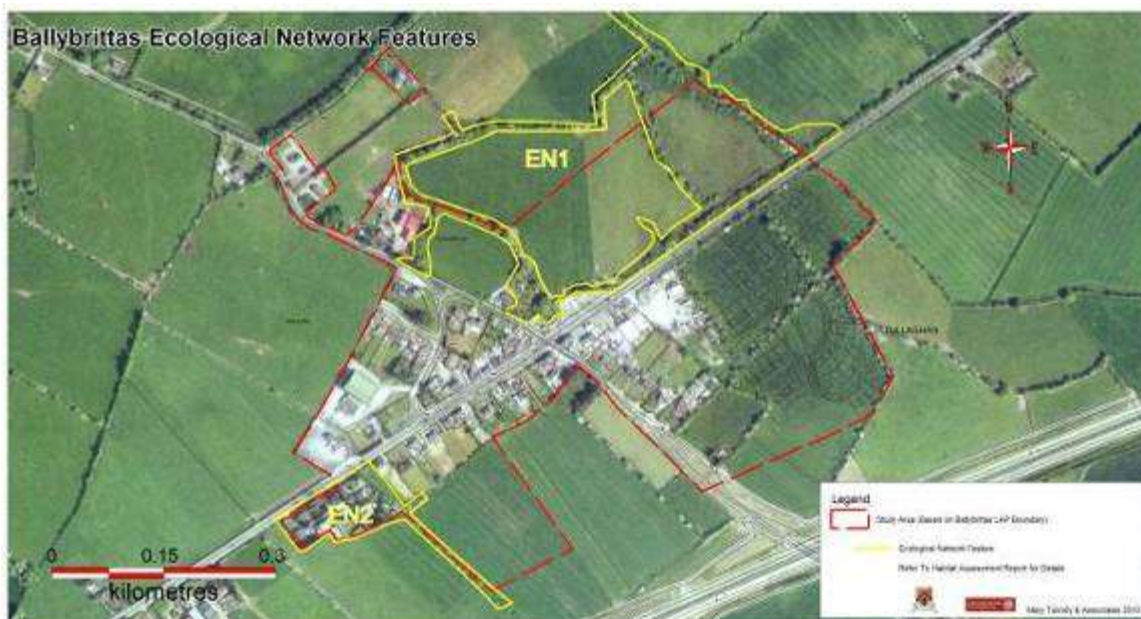 Ballybrittas Ecological Network Features
EN1
EN2
0 0.15 0.3
kilometres
Legend
Study Area (Based on Ballybrittas LAP Boundary)
Ecological Network Feature
Refer To Habitat Assessment Report for Details
Mary Tubridy & Associates